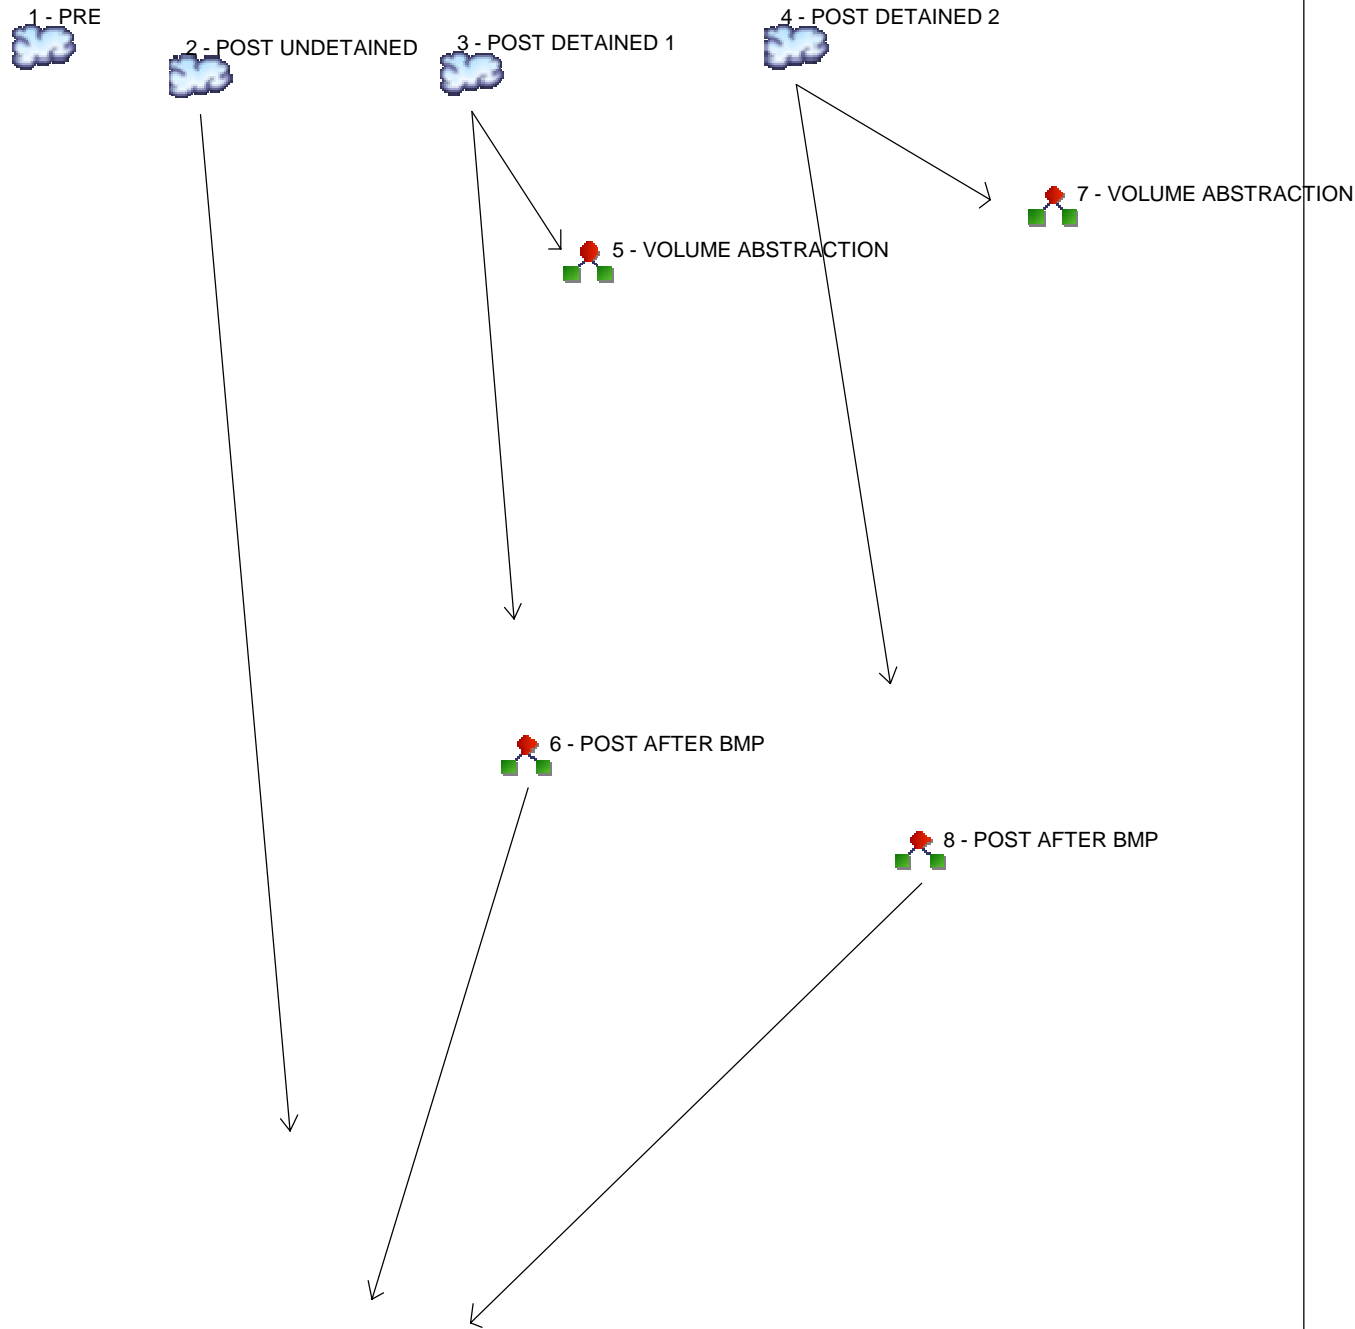 1 - PRE
2 - POST UNDETAINED
3 - POST DETAINED 1
4 - POST DETAINED 2
7 - VOLUME ABSTRACTION
5 - VOLUME ABSTRACTION
6 - POST AFTER BMP
8 - POST AFTER BMP